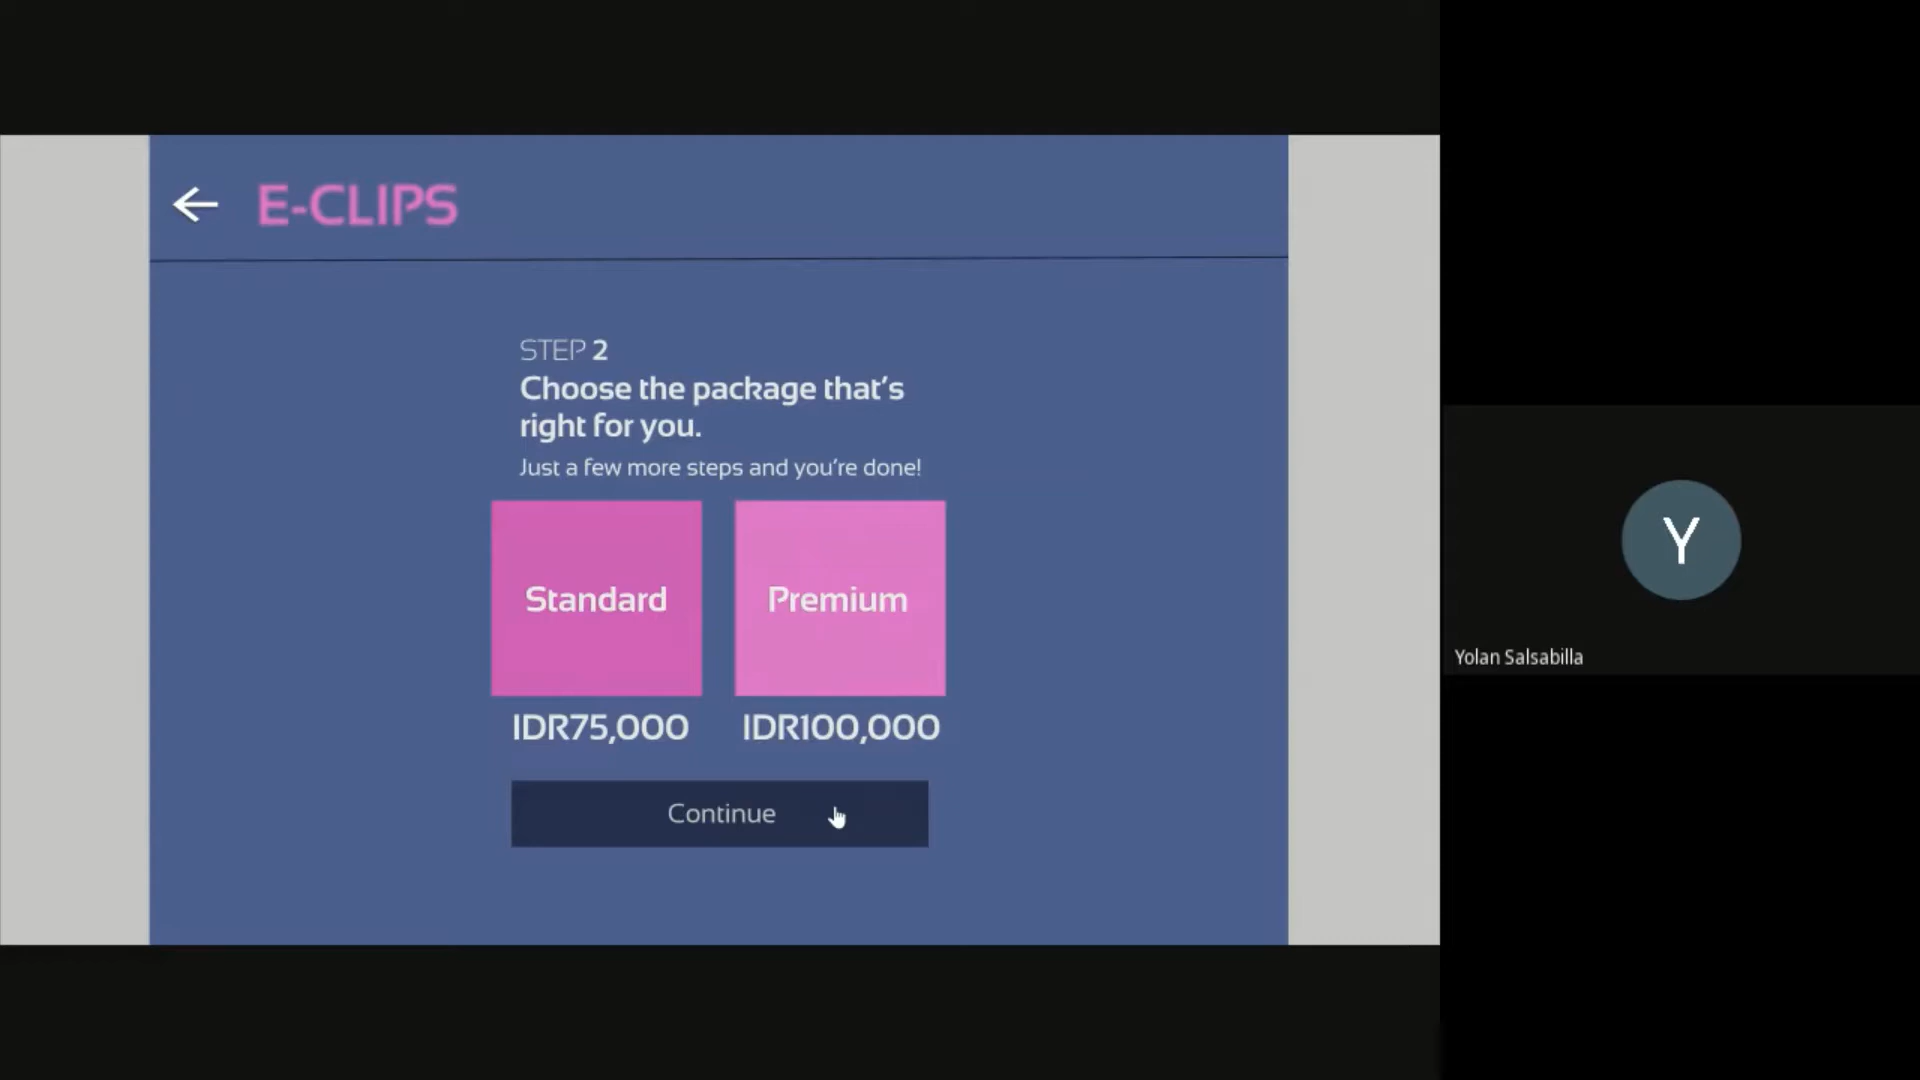 E-CLIPS
STEP 2
Choose the package that's
right for you.
Just a few more steps and you're done!
Standard
Premium
IDR75,000
IDR100,000
Continue
Y
Yolan Salsabilla